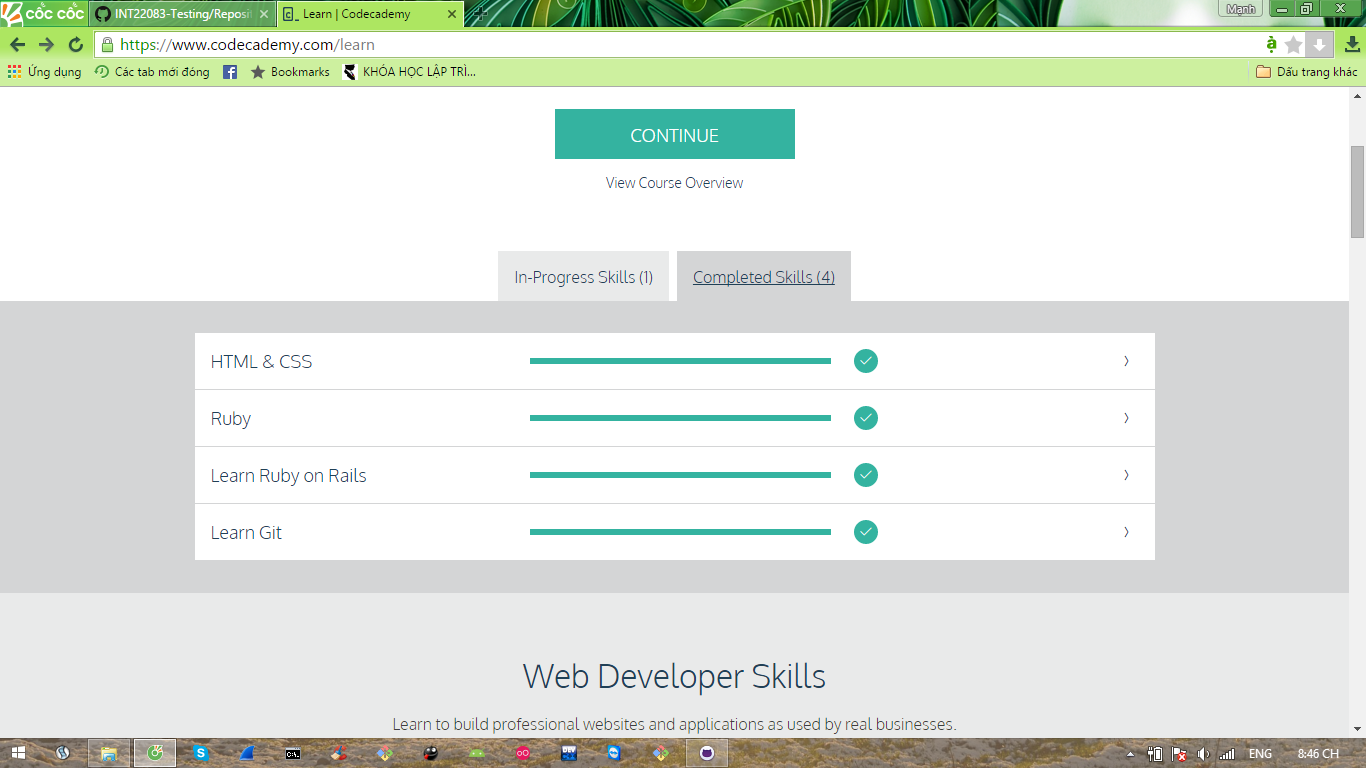 cốc cốc
INT22083-Testing/Reposit
Learn | Codecademy
Mạnh
https://www.codecademy.com/learn
ặ
Ứng dụng
Các tab mới đóng
Bookmarks
KHÓA HỌC LẬP TRÌ...
Dấu trang khác
CONTINUE
View Course Overview
In-Progress Skills (1)
Completed Skills (4)
HTML & CSS
Ruby
Learn Ruby on Rails
Learn Git
Web Developer Skills
Learn to build professional websites and applications as used by real businesses.
ENG
8:46 CH